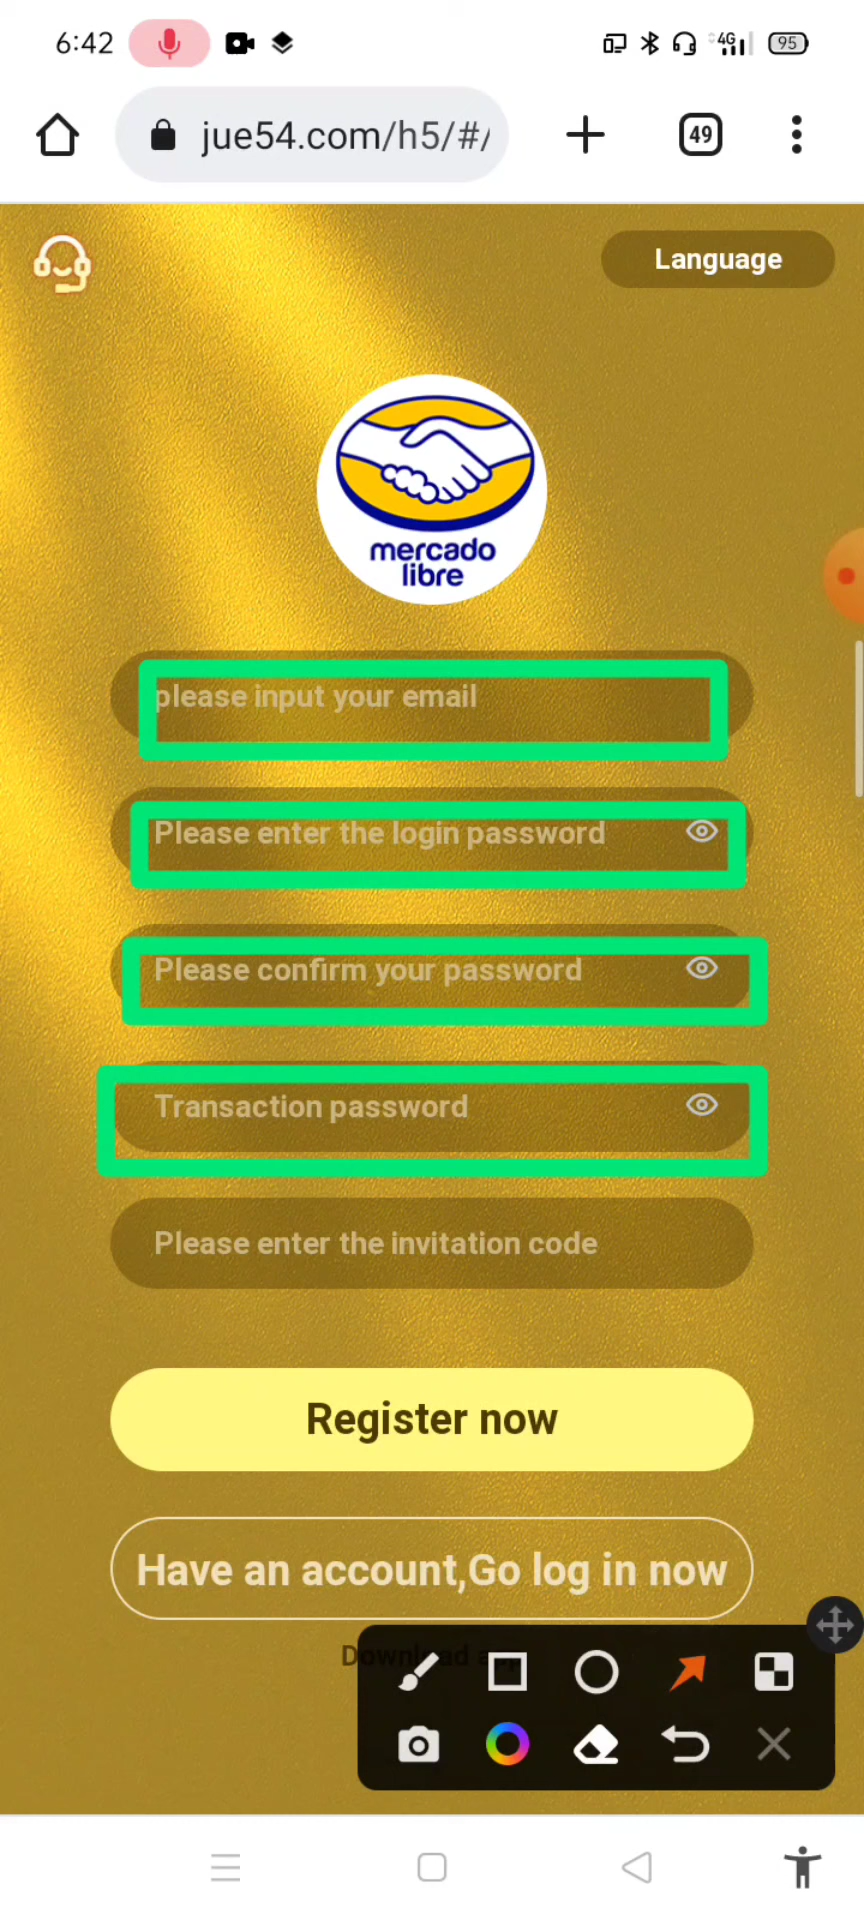 6:42
4G
95
jue54.com/h5/#/
49
Language
mercado
libre
please input your email
Please enter the login password
Please confirm your password
Transaction password
Please enter the invitation code
Register now
Have an account,Go log in now